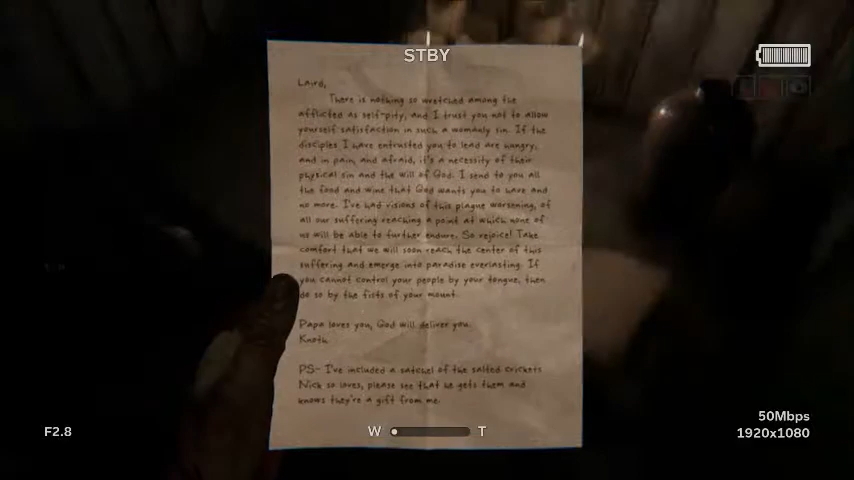 STBY
Laird,
There is nothing so wretched among the
afflicted as self-pity, and I trust you not to allow
yourself satisfaction in such a womanly sin. If the
disciples I have entrusted you to lead are hungry,
and in pain, and afraid, it's a necessity of their
physical sin and the will of God. I send to you all
the food and wine that God wants you to have and
no more. I've had visions of this plague worsening, of
all our suffering reaching a point at which none of
us will be able to further endure. So rejoice! Take
comfort that we will soon reach the center of this
suffering and emerge into paradise everlasting. If
you cannot control your people by your tongue, then
do so by the fists of your mount.
Papa loves you, God will deliver you.
Knoth.
PS- I've included a satchel of the salted crickets
Nick so loves, please see that he gets them and
knows they're a gift from me.
F2.8
W T
50Mbps
1920x1080